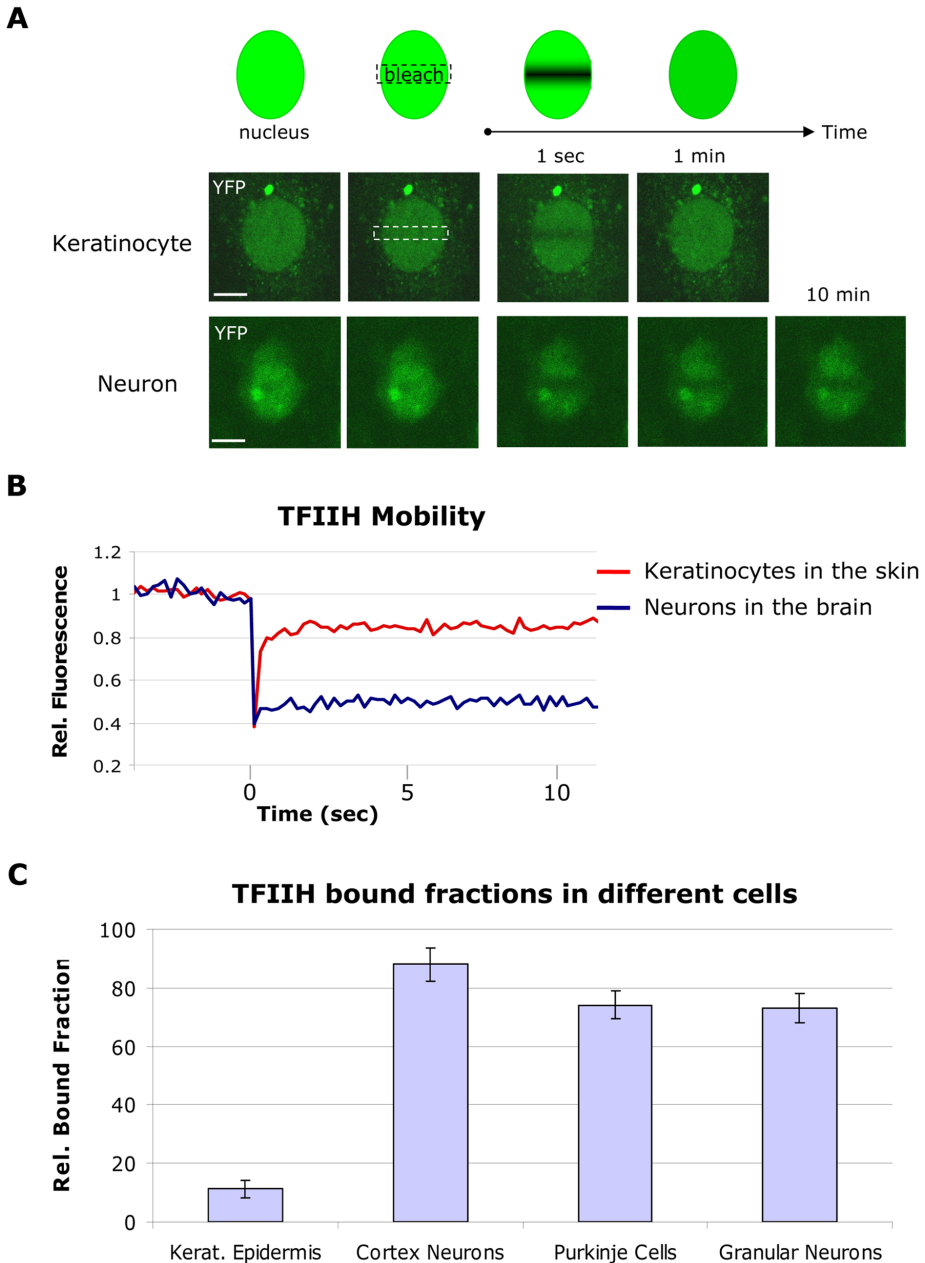 A
bleach
nucleus
Time
1 sec
1 min
YFP
Keratinocyte
10 min
YFP
Neuron
B
TFIIH Mobility
1.2
1
0.8
0.6
0.4
0.2
Rel. Fluorescence
0
5
10
Time (sec)
Keratinocytes in the skin
Neurons in the brain
C
TFIIH bound fractions in different cells
100
80
60
40
20
0
Rel. Bound Fraction
Kerat. Epidermis
Cortex Neurons
Purkinje Cells
Granular Neurons